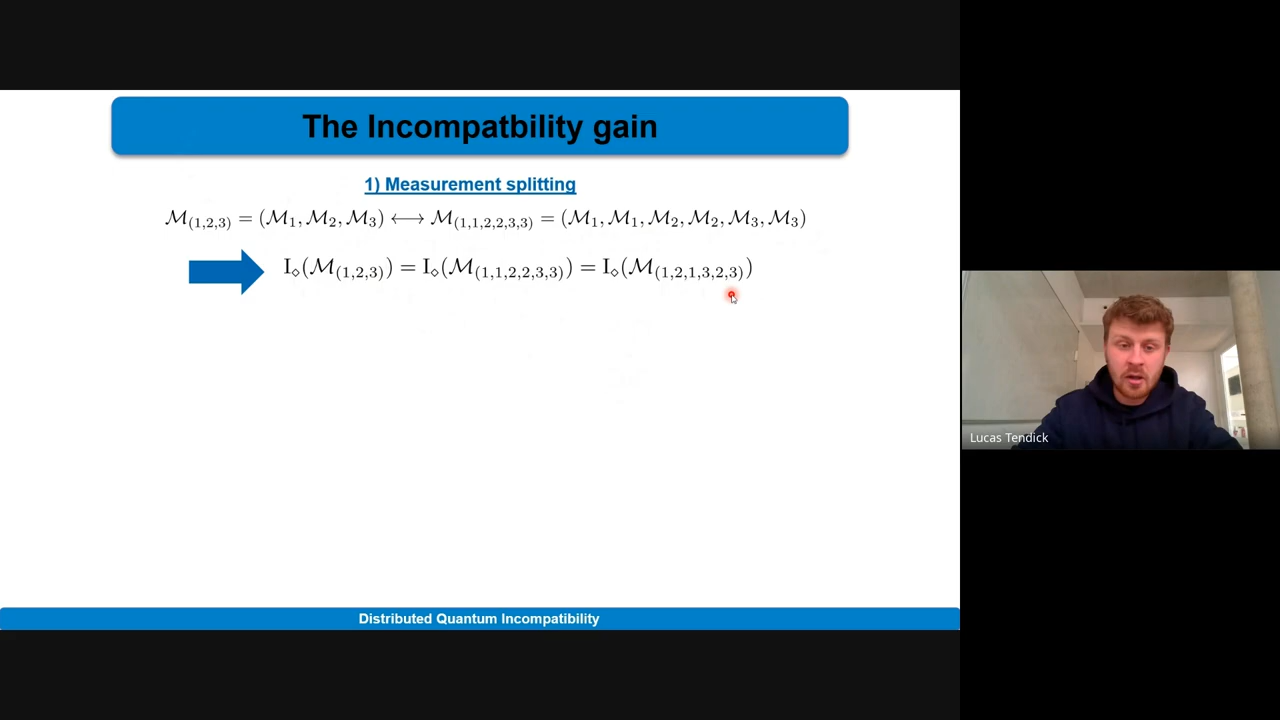 The Incompatbility gain
1) Measurement splitting
ℳ₍₁,₂,₃₎ = (ℳ₁, ℳ₂, ℳ₃) ⟷ ℳ₍₁,₁,₂,₂,₃,₃₎ = (ℳ₁, ℳ₁, ℳ₂, ℳ₂, ℳ₃, ℳ₃)
I⋄(ℳ₍₁,₂,₃₎) = I⋄(ℳ₍₁,₁,₂,₂,₃,₃₎) = I⋄(ℳ₍₁,₂,₁,₃,₂,₃₎)
Lucas Tendick
Distributed Quantum Incompatibility